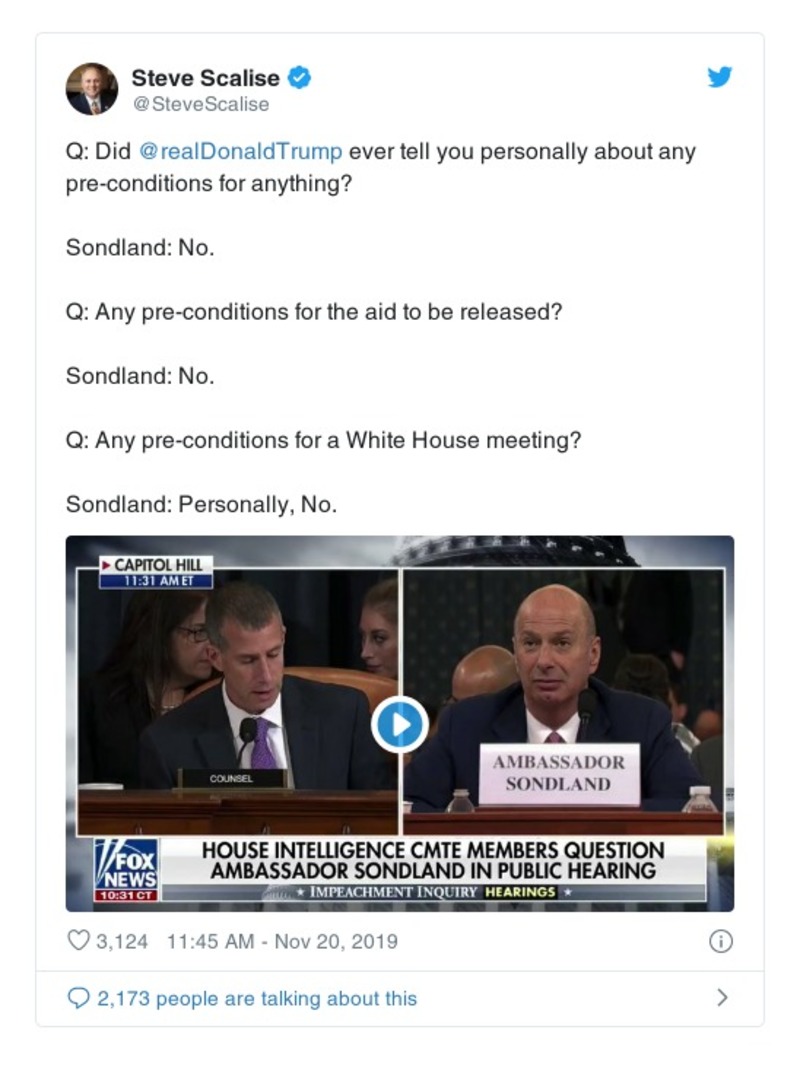 Steve Scalise
@SteveScalise
Q: Did @realDonaldTrump ever tell you personally about any
pre-conditions for anything?
Sondland: No.
Q: Any pre-conditions for the aid to be released?
Sondland: No.
Q: Any pre-conditions for a White House meeting?
Sondland: Personally, No.
CAPITOL HILL
11:31 AM ET
COUNSEL
AMBASSADOR
SONDLAND
FOX
NEWS
10:31 CT
HOUSE INTELLIGENCE CMTE MEMBERS QUESTION
AMBASSADOR SONDLAND IN PUBLIC HEARING
★ IMPEACHMENT INQUIRY HEARINGS ★
3,124 11:45 AM - Nov 20, 2019
2,173 people are talking about this